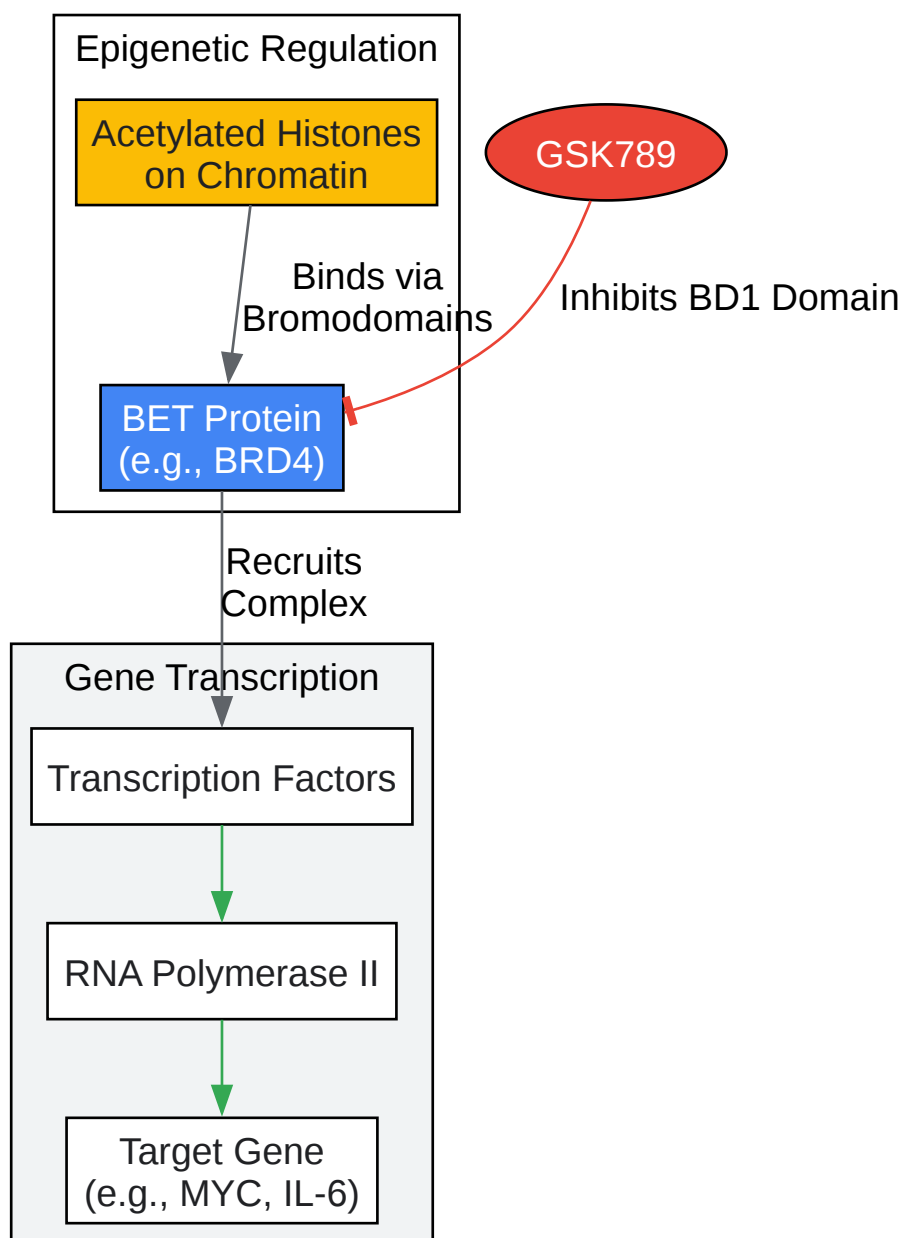 Epigenetic Regulation
Acetylated Histones
on Chromatin
GSK789
Binds via
Bromodomains
Inhibits BD1 Domain
BET Protein
(e.g., BRD4)
Recruits
Complex
Gene Transcription
Transcription Factors
RNA Polymerase II
Target Gene
(e.g., MYC, IL-6)